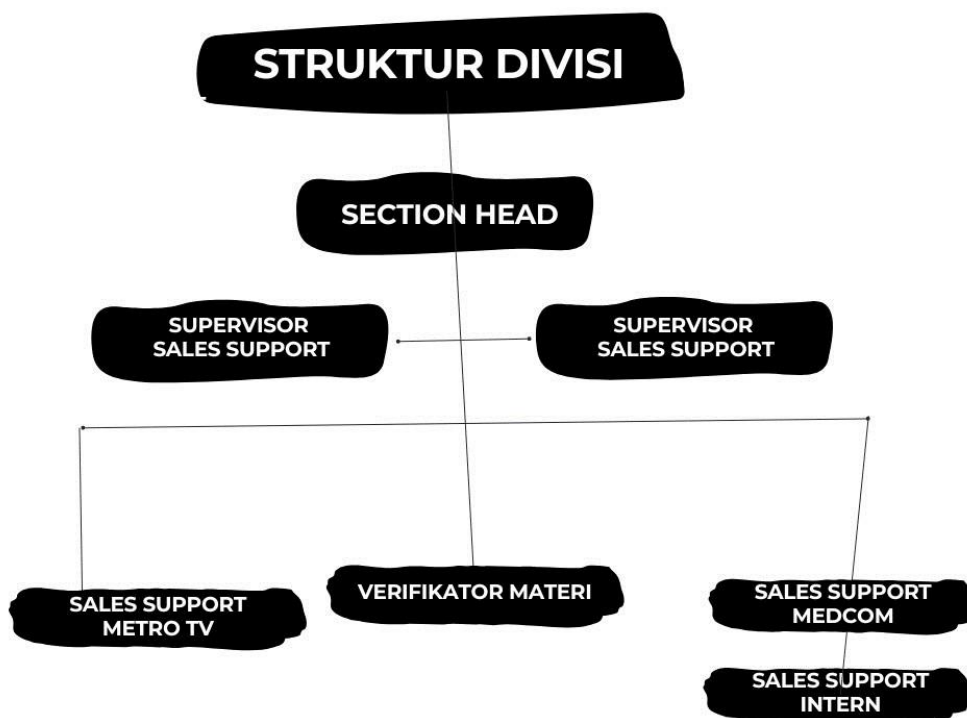 STRUKTUR DIVISI
SECTION HEAD
SUPERVISOR
SALES SUPPORT
SUPERVISOR
SALES SUPPORT
SALES SUPPORT
METRO TV
VERIFIKATOR MATERI
SALES SUPPORT
MEDCOM
SALES SUPPORT
INTERN